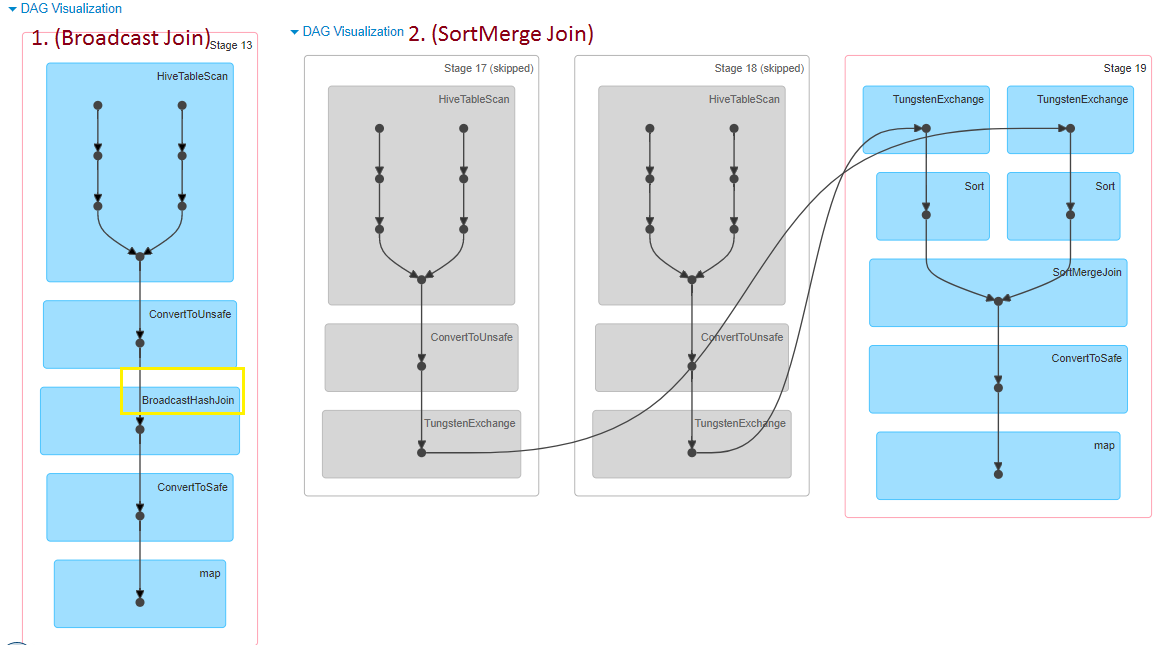 DAG Visualization
1. (Broadcast Join)
Stage 13
HiveTableScan
ConvertToUnsafe
BroadcastHashJoin
ConvertToSafe
map
DAG Visualization 2. (SortMerge Join)
Stage 17 (skipped)
HiveTableScan
ConvertToUnsafe
TungstenExchange
Stage 18 (skipped)
HiveTableScan
ConvertToUnsafe
TungstenExchange
Stage 19
TungstenExchange
TungstenExchange
Sort
Sort
SortMergeJoin
ConvertToSafe
map